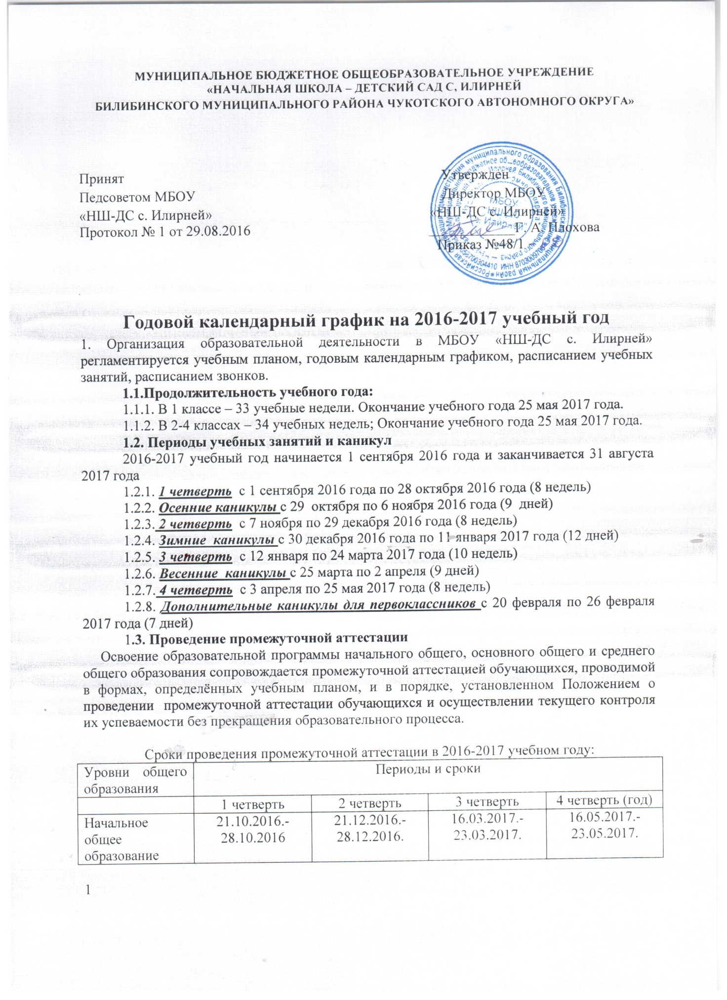 МУНИЦИПАЛЬНОЕ БЮДЖЕТНОЕ ОБЩЕОБРАЗОВАТЕЛЬНОЕ УЧРЕЖДЕНИЕ
«НАЧАЛЬНАЯ ШКОЛА – ДЕТСКИЙ САД С, ИЛИРНЕЙ
БИЛИБИНСКОГО МУНИЦИПАЛЬНОГО РАЙОНА ЧУКОТСКОГО АВТОНОМНОГО ОКРУГА»
Принят
Педсоветом МБОУ
«НШ-ДС с. Илирней»
Протокол № 1 от 29.08.2016
Утвержден
Директор МБОУ
«НШ-ДС с. Илирней»
Г. А. Плохова
Приказ №48/1
МБОУ
"НШ-ДС
с. Илирней"
Годовой календарный график на 2016-2017 учебный год
1. Организация образовательной деятельности в МБОУ «НШ-ДС с. Илирней»
регламентируется учебным планом, годовым календарным графиком, расписанием учебных
занятий, расписанием звонков.
1.1.Продолжительность учебного года:
1.1.1. В 1 классе – 33 учебные недели. Окончание учебного года 25 мая 2017 года.
1.1.2. В 2-4 классах – 34 учебных недель; Окончание учебного года 25 мая 2017 года.
1.2. Периоды учебных занятий и каникул
2016-2017 учебный год начинается 1 сентября 2016 года и заканчивается 31 августа
2017 года
1.2.1. 1 четверть с 1 сентября 2016 года по 28 октября 2016 года (8 недель)
1.2.2. Осенние каникулы с 29 октября по 6 ноября 2016 года (9 дней)
1.2.3. 2 четверть с 7 ноября по 29 декабря 2016 года (8 недель)
1.2.4. Зимние каникулы с 30 декабря 2016 года по 11 января 2017 года (12 дней)
1.2.5. 3 четверть с 12 января по 24 марта 2017 года (10 недель)
1.2.6. Весенние каникулы с 25 марта по 2 апреля (9 дней)
1.2.7. 4 четверть с 3 апреля по 25 мая 2017 года (8 недель)
1.2.8. Дополнительные каникулы для первоклассников с 20 февраля по 26 февраля
2017 года (7 дней)
1.3. Проведение промежуточной аттестации
Освоение образовательной программы начального общего, основного общего и среднего
общего образования сопровождается промежуточной аттестацией обучающихся, проводимой
в формах, определённых учебным планом, и в порядке, установленном Положением о
проведении промежуточной аттестации обучающихся и осуществлении текущего контроля
их успеваемости без прекращения образовательного процесса.
Сроки проведения промежуточной аттестации в 2016-2017 учебном году:
Уровни общего
образования
Периоды и сроки
1 четверть 2 четверть 3 четверть 4 четверть (год)
Начальное
общее
образование
21.10.2016.-
28.10.2016
21.12.2016.-
28.12.2016.
16.03.2017.-
23.03.2017.
16.05.2017.-
23.05.2017.
1